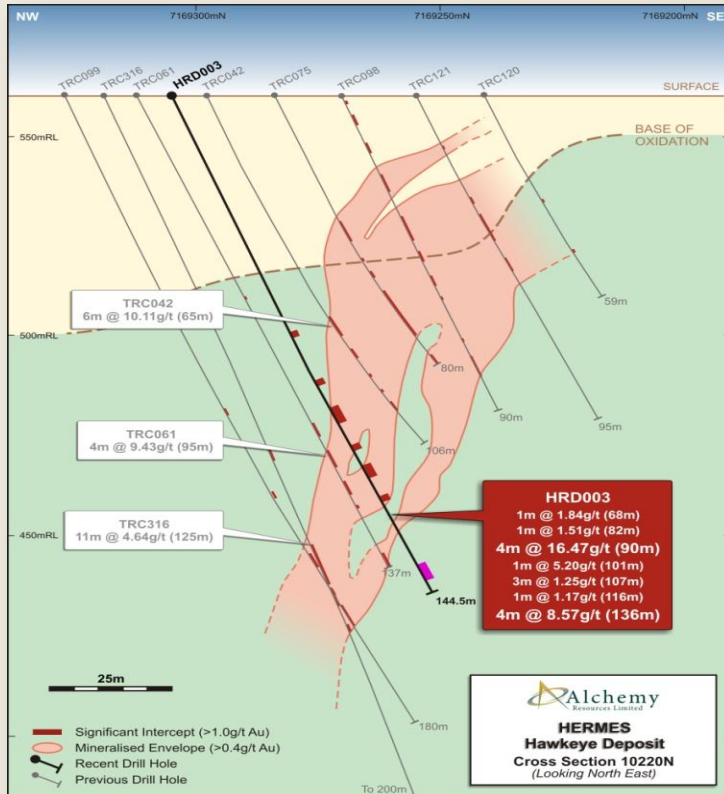 NW
7169300mN
7169250mN
7169200mN
SE
TRC099
TRC316
TRC061
HRD003
TRC042
TRC075
TRC098
TRC121
TRC120
SURFACE
550mRL
BASE OF
OXIDATION
TRC042
6m @ 10.11g/t (65m)
59m
500mRL
80m
90m
95m
106m
TRC061
4m @ 9.43g/t (95m)
HRD003
1m @ 1.84g/t (68m)
1m @ 1.51g/t (82m)
4m @ 16.47g/t (90m)
1m @ 5.20g/t (101m)
3m @ 1.25g/t (107m)
1m @ 1.17g/t (116m)
4m @ 8.57g/t (136m)
TRC316
11m @ 4.64g/t (125m)
450mRL
137m
144.5m
25m
180m
To 200m
Significant Intercept (>1.0g/t Au)
Mineralised Envelope (>0.4g/t Au)
Recent Drill Hole
Previous Drill Hole
Alchemy
Resources Limited
HERMES
Hawkeye Deposit
Cross Section 10220N
(Looking North East)